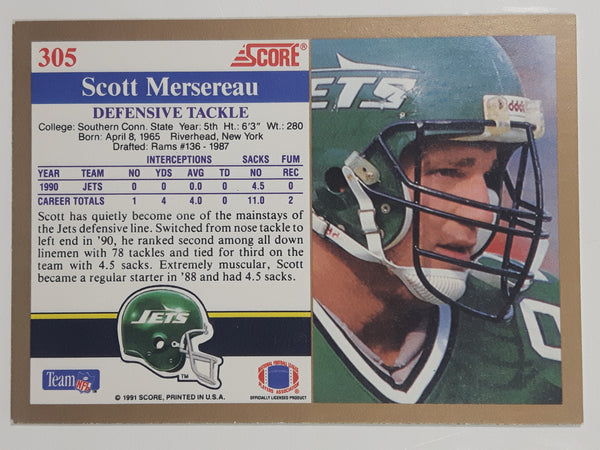 305
SCORE®
Scott Mersereau
DEFENSIVE TACKLE
College: Southern Conn. State Year: 5th Ht.: 6'3" Wt.: 280
Born: April 8, 1965 Riverhead, New York
Drafted: Rams #136 - 1987
INTERCEPTIONS SACKS FUM
YEAR TEAM NO YDS AVG TD NO REC
1990 JETS 0 0 0.0 0 4.5 0
CAREER TOTALS 1 4 4.0 0 11.0 2
Scott has quietly become one of the mainstays of
the Jets defensive line. Switched from nose tackle to
left end in '90, he ranked second among all down
linemen with 78 tackles and tied for third on the
team with 4.5 sacks. Extremely muscular, Scott
became a regular starter in '88 and had 4.5 sacks.
JETS
TM
Team NFL
© 1991 SCORE, PRINTED IN U.S.A.
OFFICIALLY LICENSED PRODUCT
JETS
Riddell